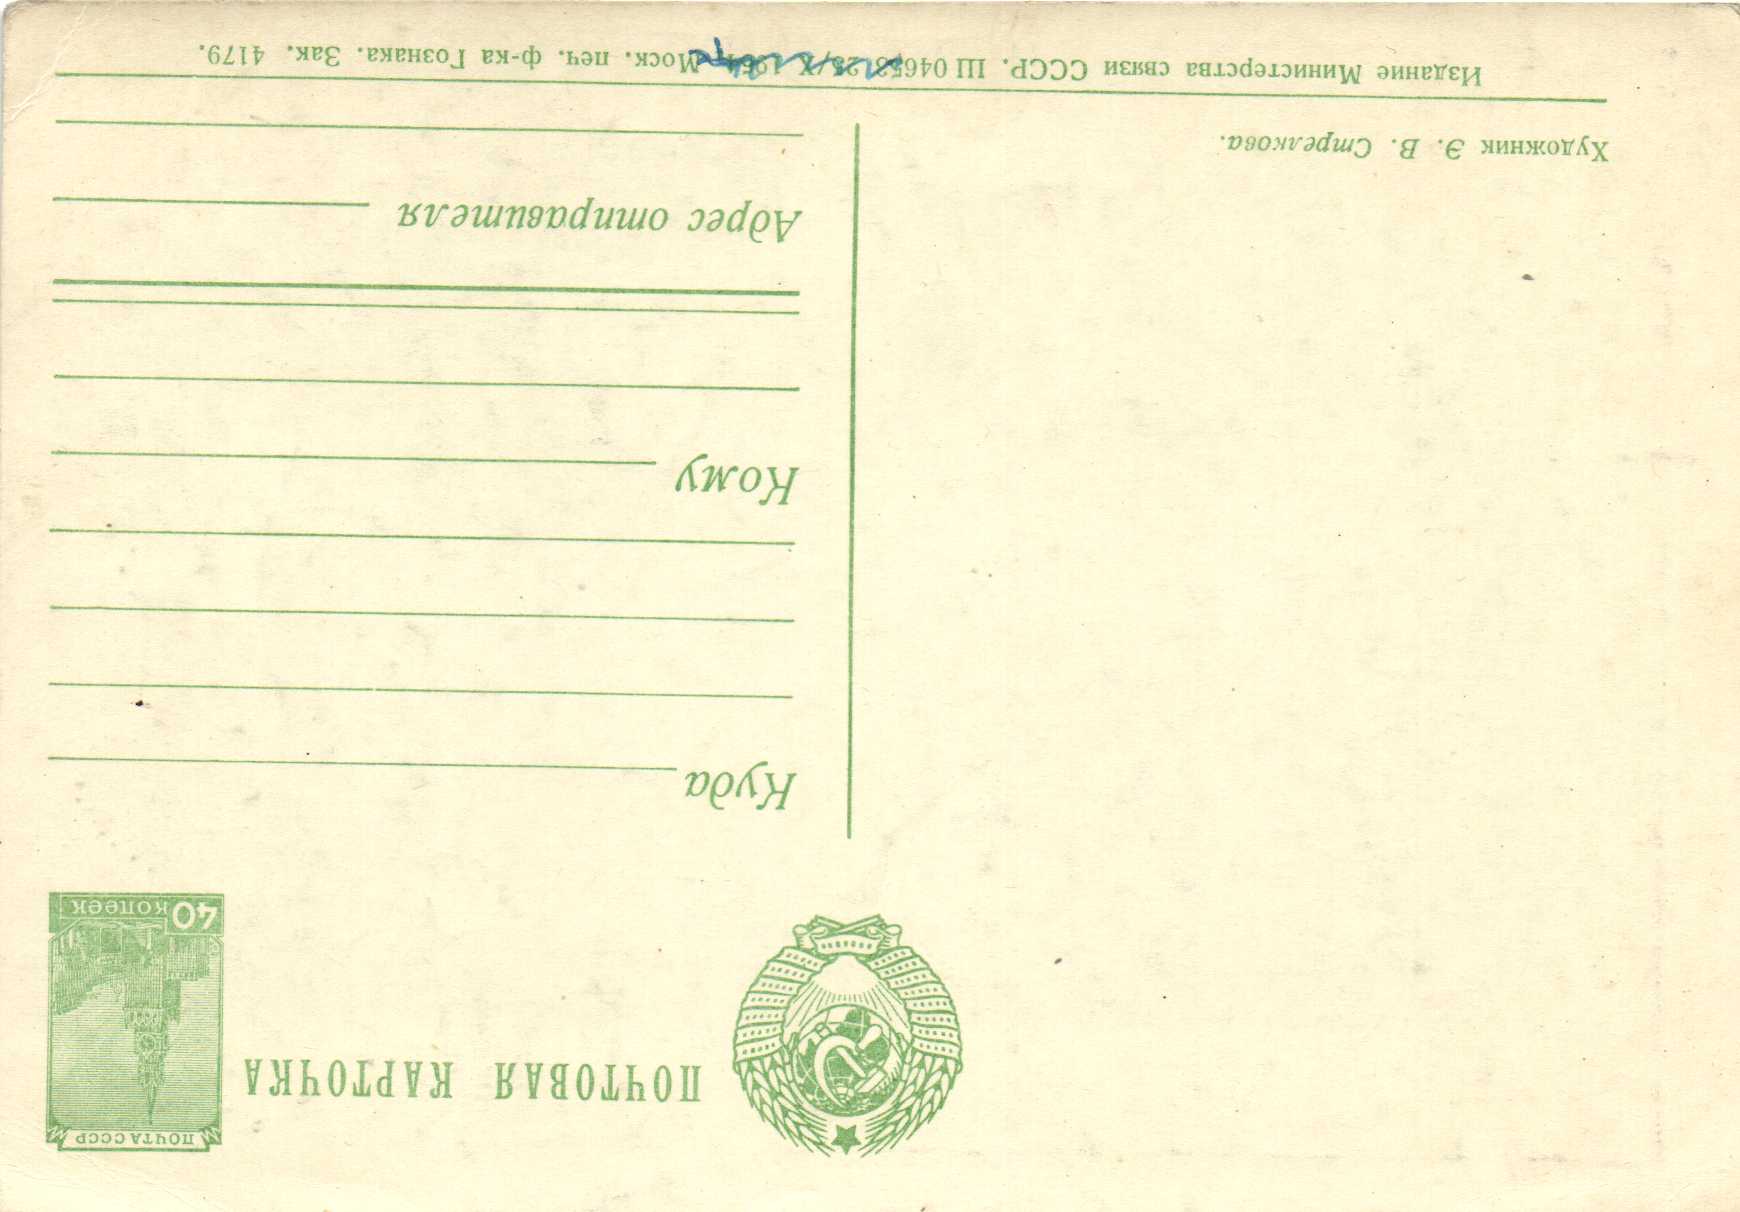 ПОЧТА СССР
40 копеек
ПОЧТОВАЯ КАРТОЧКА
Куда
Кому
Адрес отправителя
Художник Э. В. Стрелкова.
Издание Министерства связи СССР. Ш 04653 Моск. печ. ф-ка Гознака. Зак. 4179.